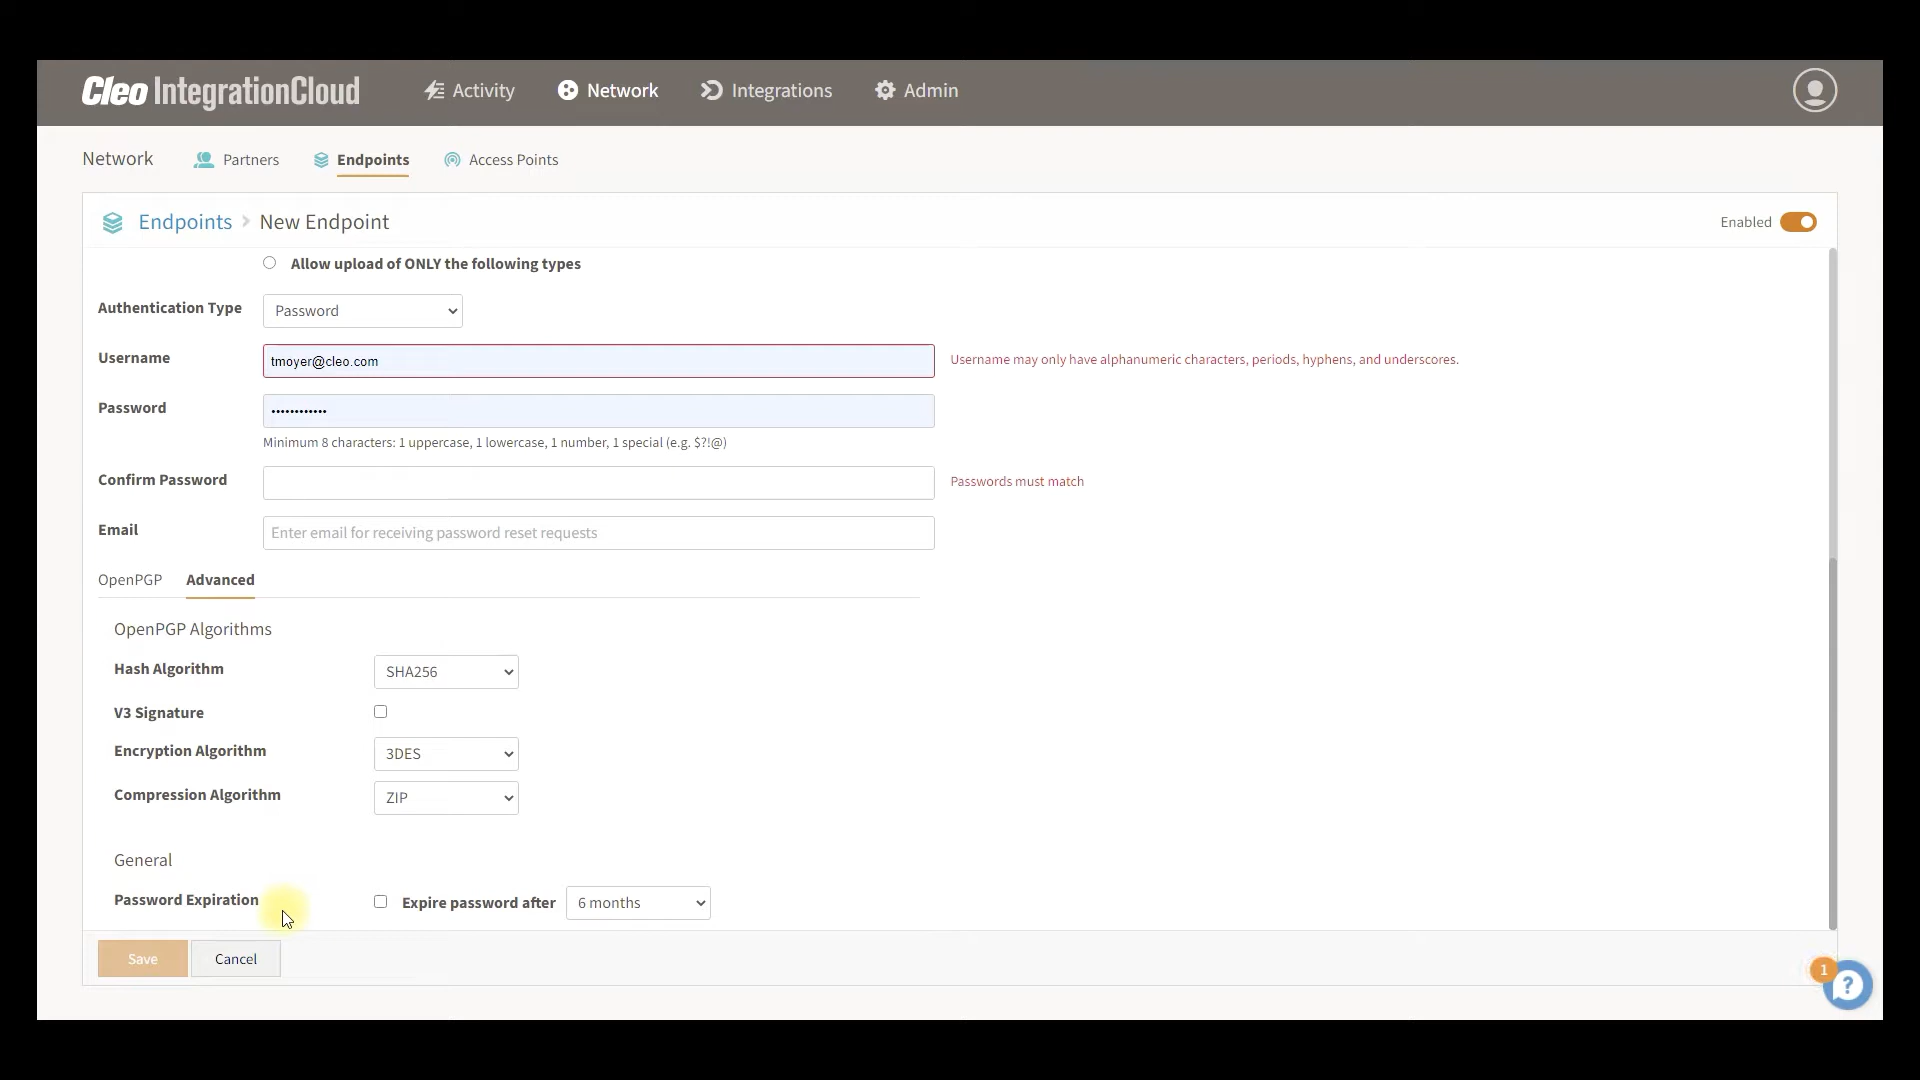 Cleo IntegrationCloud Activity Network Integrations Admin
Network Partners Endpoints Access Points
Endpoints > New Endpoint Enabled
Allow upload of ONLY the following types
Authentication Type Password
Username tmoyer@cleo.com Username may only have alphanumeric characters, periods, hyphens, and underscores.
Password ••••••••••••
Minimum 8 characters: 1 uppercase, 1 lowercase, 1 number, 1 special (e.g. $?!@)
Confirm Password Passwords must match
Email Enter email for receiving password reset requests
OpenPGP Advanced
OpenPGP Algorithms
Hash Algorithm SHA256
V3 Signature
Encryption Algorithm 3DES
Compression Algorithm ZIP
General
Password Expiration Expire password after 6 months
Save Cancel
1
?